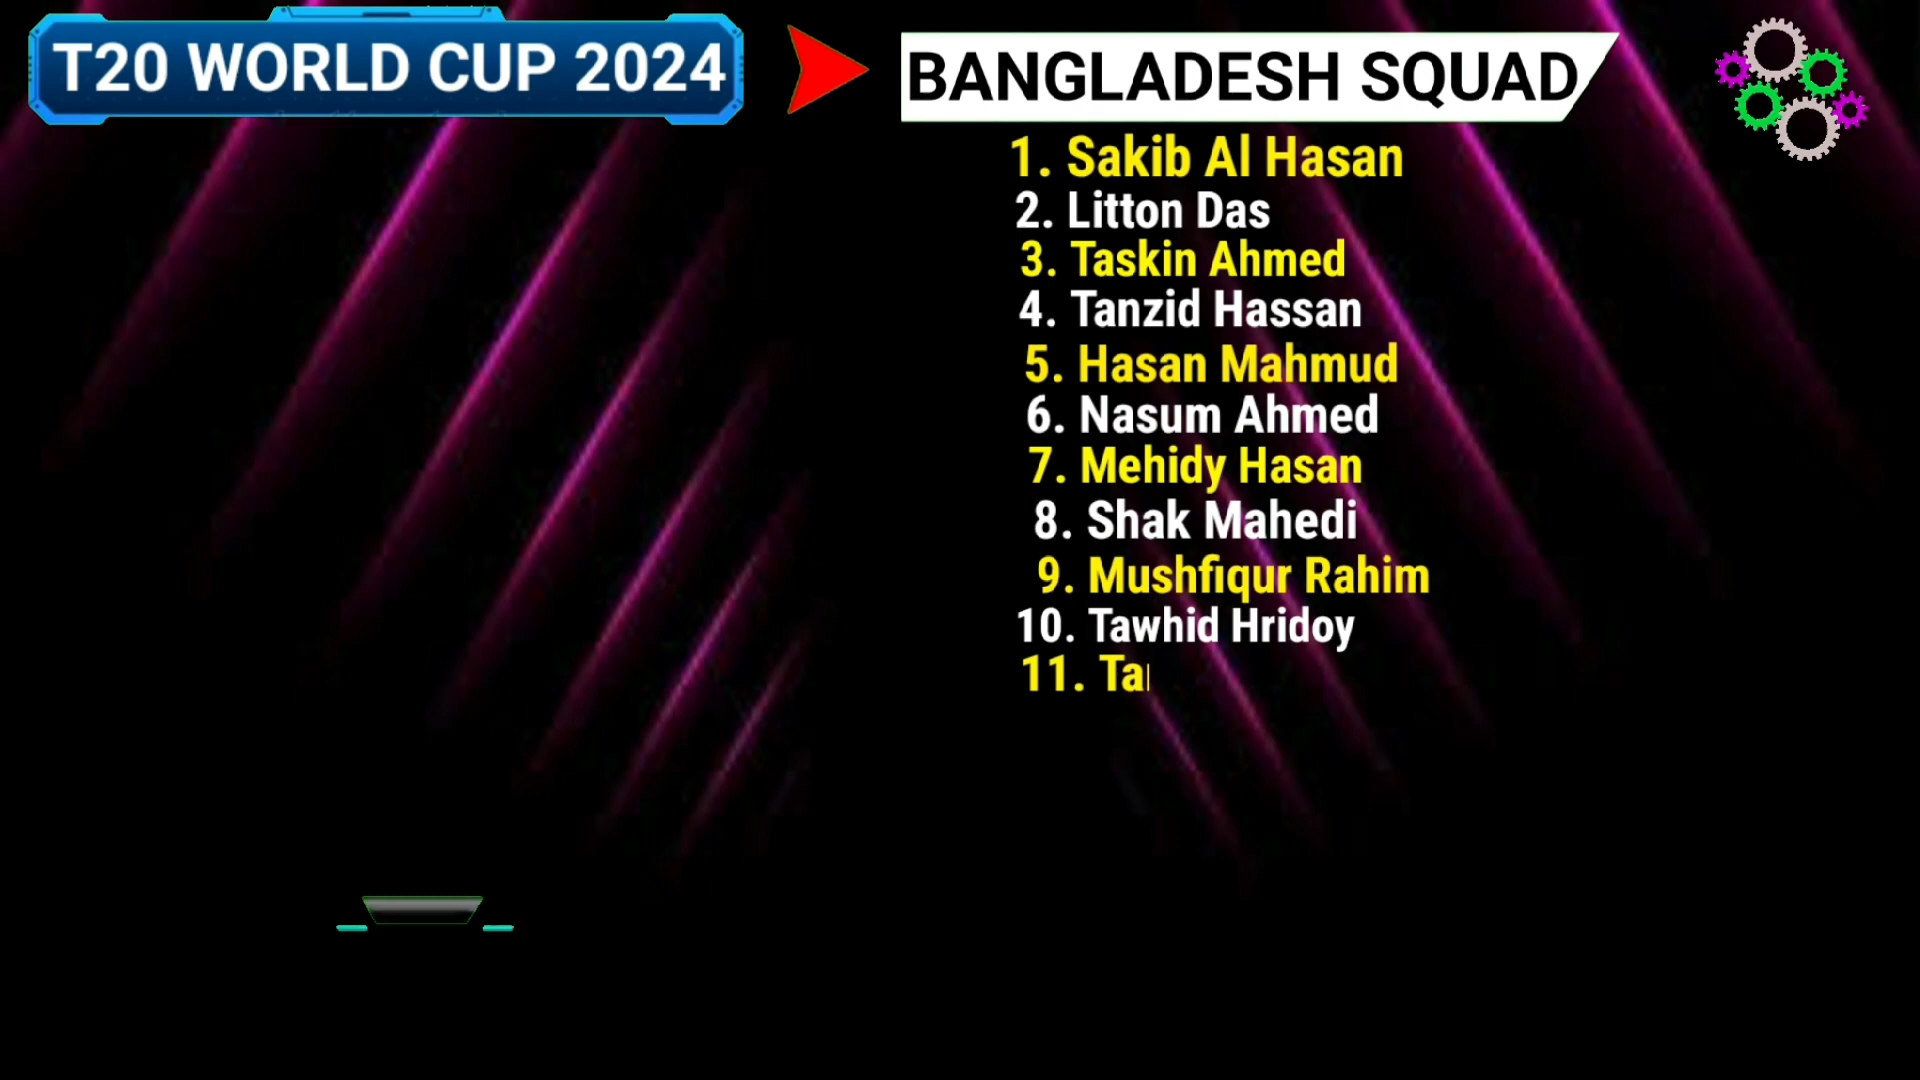 T20 WORLD CUP 2024
BANGLADESH SQUAD
1. Sakib Al Hasan
2. Litton Das
3. Taskin Ahmed
4. Tanzid Hassan
5. Hasan Mahmud
6. Nasum Ahmed
7. Mehidy Hasan
8. Shak Mahedi
9. Mushfiqur Rahim
10. Tawhid Hridoy
11. Ta